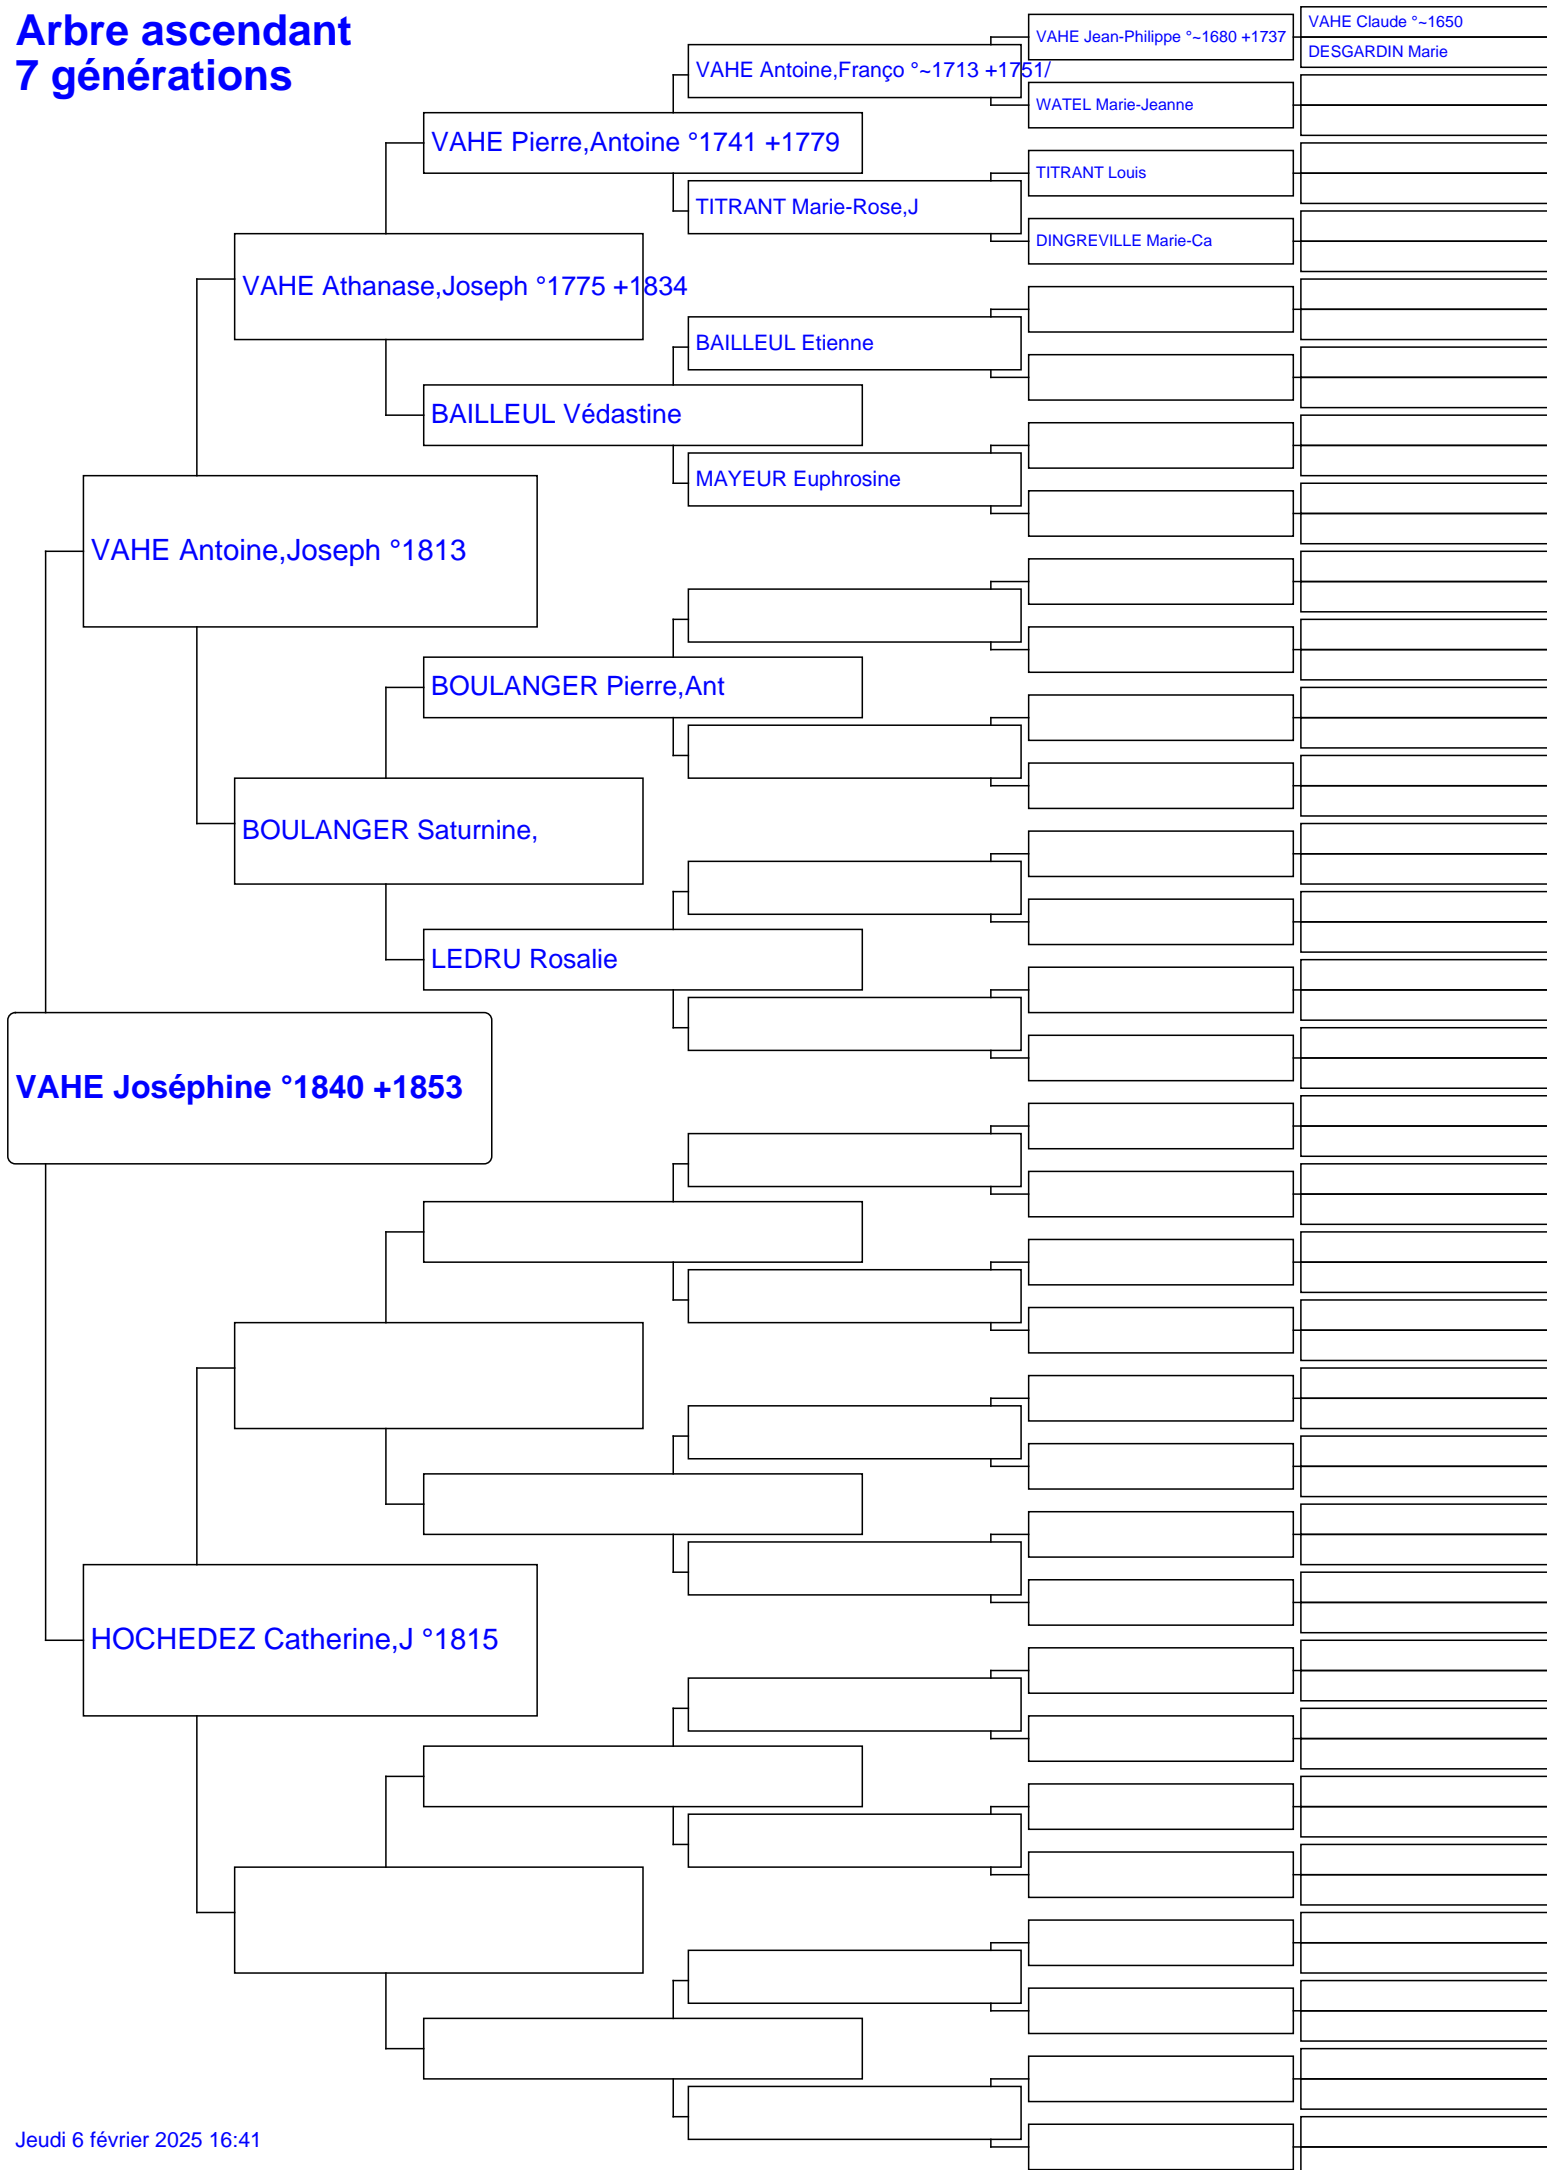 Arbre ascendant
7 générations
VAHE Claude °~1650
VAHE Jean-Philippe °~1680 +1737
DESGARDIN Marie
VAHE Antoine,Franço °~1713 +1751/
WATEL Marie-Jeanne
VAHE Pierre,Antoine °1741 +1779
TITRANT Louis
TITRANT Marie-Rose,J
DINGREVILLE Marie-Ca
VAHE Athanase,Joseph °1775 +1834
BAILLEUL Etienne
BAILLEUL Védastine
MAYEUR Euphrosine
VAHE Antoine,Joseph °1813
BOULANGER Pierre,Ant
BOULANGER Saturnine,
LEDRU Rosalie
VAHE Joséphine °1840 +1853
HOCHEDEZ Catherine,J °1815
Jeudi 6 février 2025 16:41